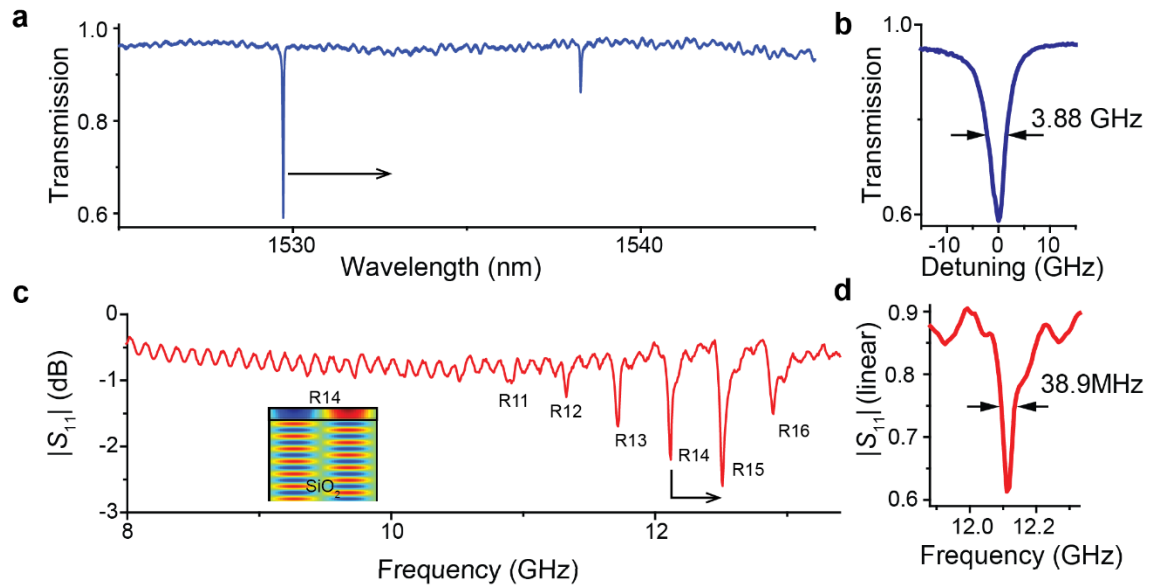 a
Transmission
1.0
0.8
0.6
1530
1540
Wavelength (nm)
b
Transmission
1.0
0.6
3.88 GHz
-10
0
10
Detuning (GHz)
c
|S11| (dB)
0
-1
-2
-3
R11
R12
R13
R14
R15
R16
R14
SiO2
8
10
12
Frequency (GHz)
d
|S11| (linear)
0.9
0.8
0.7
0.6
38.9MHz
12.0
12.2
Frequency (GHz)